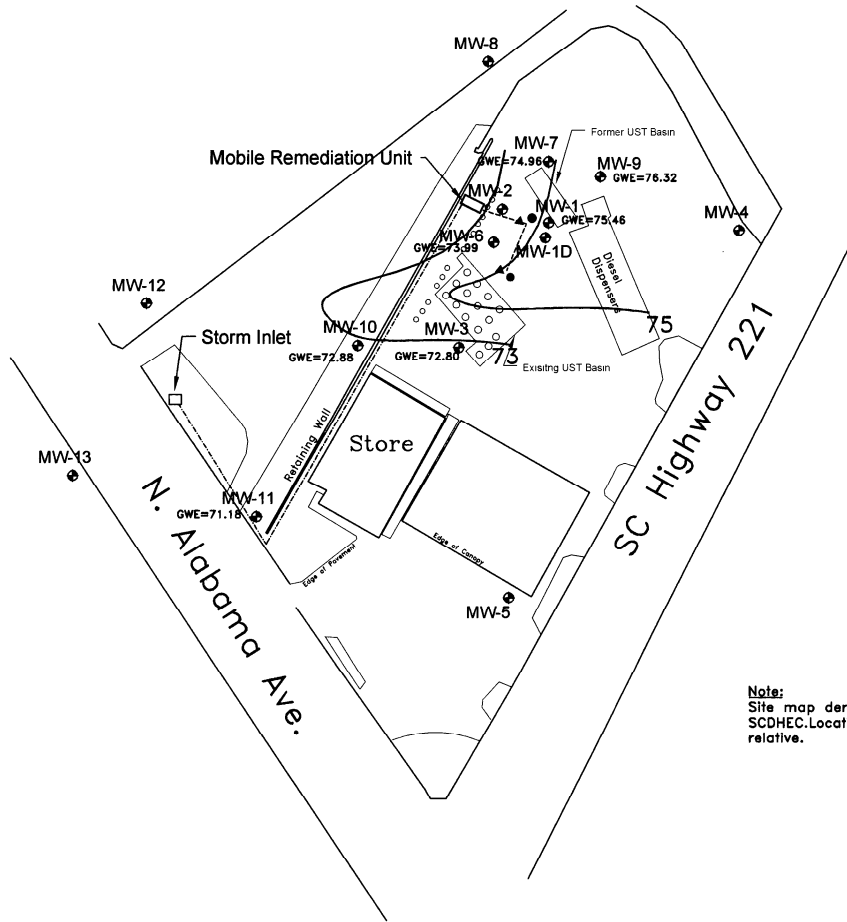 MW-8
Former UST Basin
MW-7
GWE=74.96
Mobile Remediation Unit
MW-9
GWE=76.32
MW-2
MW-1
GWE=75.46
MW-4
MW-6
GWE=73.99
MW-1D
Diesel
Dispensers
MW-12
Storm Inlet
MW-10
GWE=72.88
MW-3
GWE=72.80
73
75
Exisitng UST Basin
Retaining Wall
Store
SC Highway 221
MW-13
N. Alabama Ave.
MW-11
GWE=71.18
Edge of Canopy
Edge of Pavement
MW-5
Note:
Site map der
SCDHEC.Locat
relative.